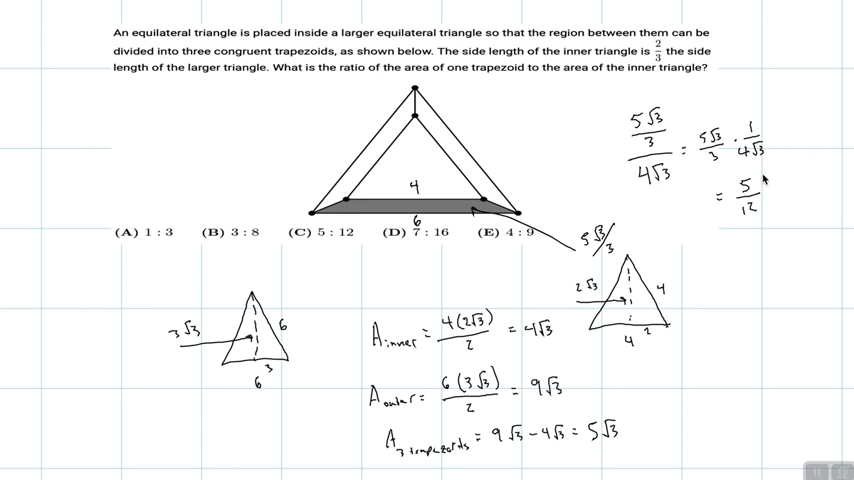 An equilateral triangle is placed inside a larger equilateral triangle so that the region between them can be
divided into three congruent trapezoids, as shown below. The side length of the inner triangle is 2/3 the side
length of the larger triangle. What is the ratio of the area of one trapezoid to the area of the inner triangle?
4
6
(A) 1 : 3 (B) 3 : 8 (C) 5 : 12 (D) 7 : 16 (E) 4 : 9
(5√3/3)/(4√3) = 5√3/3 · 1/4√3
= 5/12
5√3/3
3√3
6
3
6
A inner = 4(2√3)/2 = 4√3
A outer = 6(3√3)/2 = 9√3
A 3 trapezoids = 9√3 - 4√3 = 5√3
2√3
4
2
4